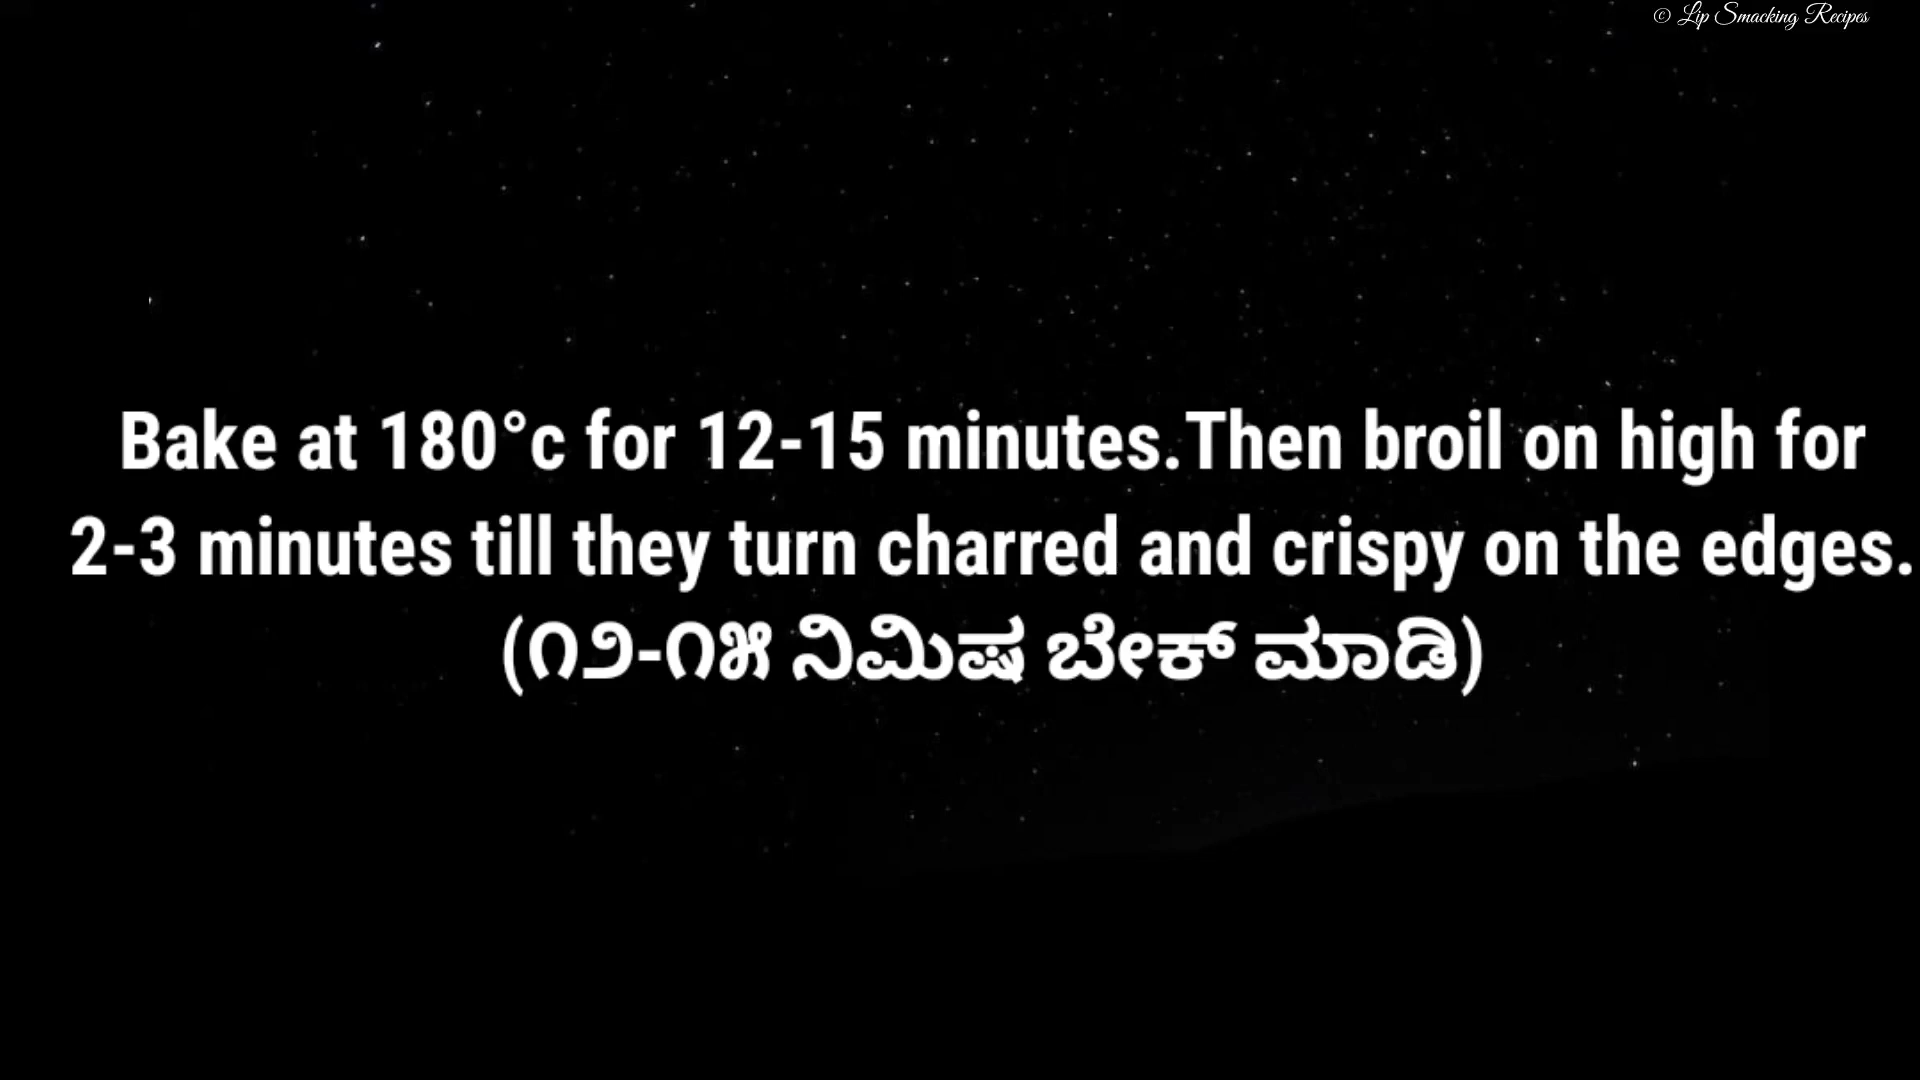 © Lip Smacking Recipes
Bake at 180°c for 12-15 minutes.Then broil on high for
2-3 minutes till they turn charred and crispy on the edges.
(೧೨-೧೫ ನಿಮಿಷ ಬೇಕ್ ಮಾಡಿ)